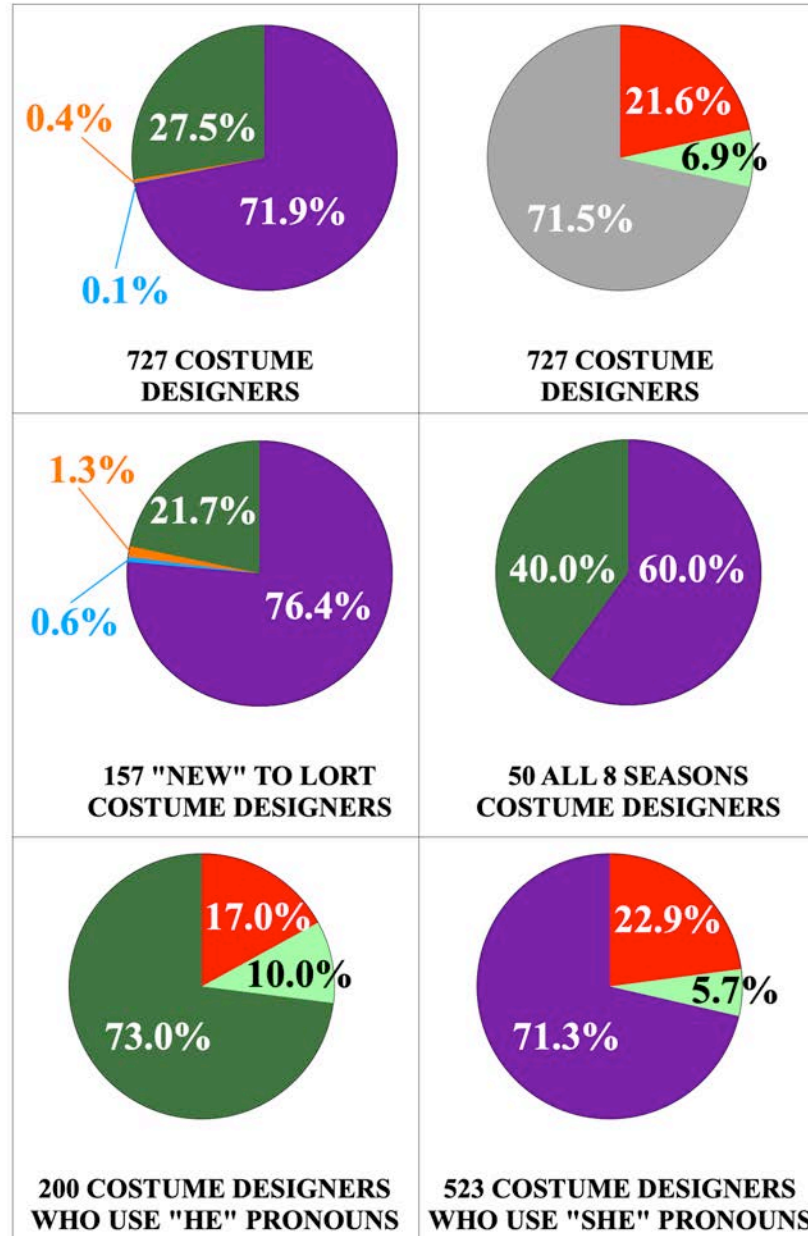 27.5%
0.4%
71.9%
0.1%
727 COSTUME
DESIGNERS
21.6%
6.9%
71.5%
727 COSTUME
DESIGNERS
1.3%
21.7%
76.4%
0.6%
157 "NEW" TO LORT
COSTUME DESIGNERS
40.0%
60.0%
50 ALL 8 SEASONS
COSTUME DESIGNERS
17.0%
10.0%
73.0%
200 COSTUME DESIGNERS
WHO USE "HE" PRONOUNS
22.9%
5.7%
71.3%
523 COSTUME DESIGNERS
WHO USE "SHE" PRONOUNS